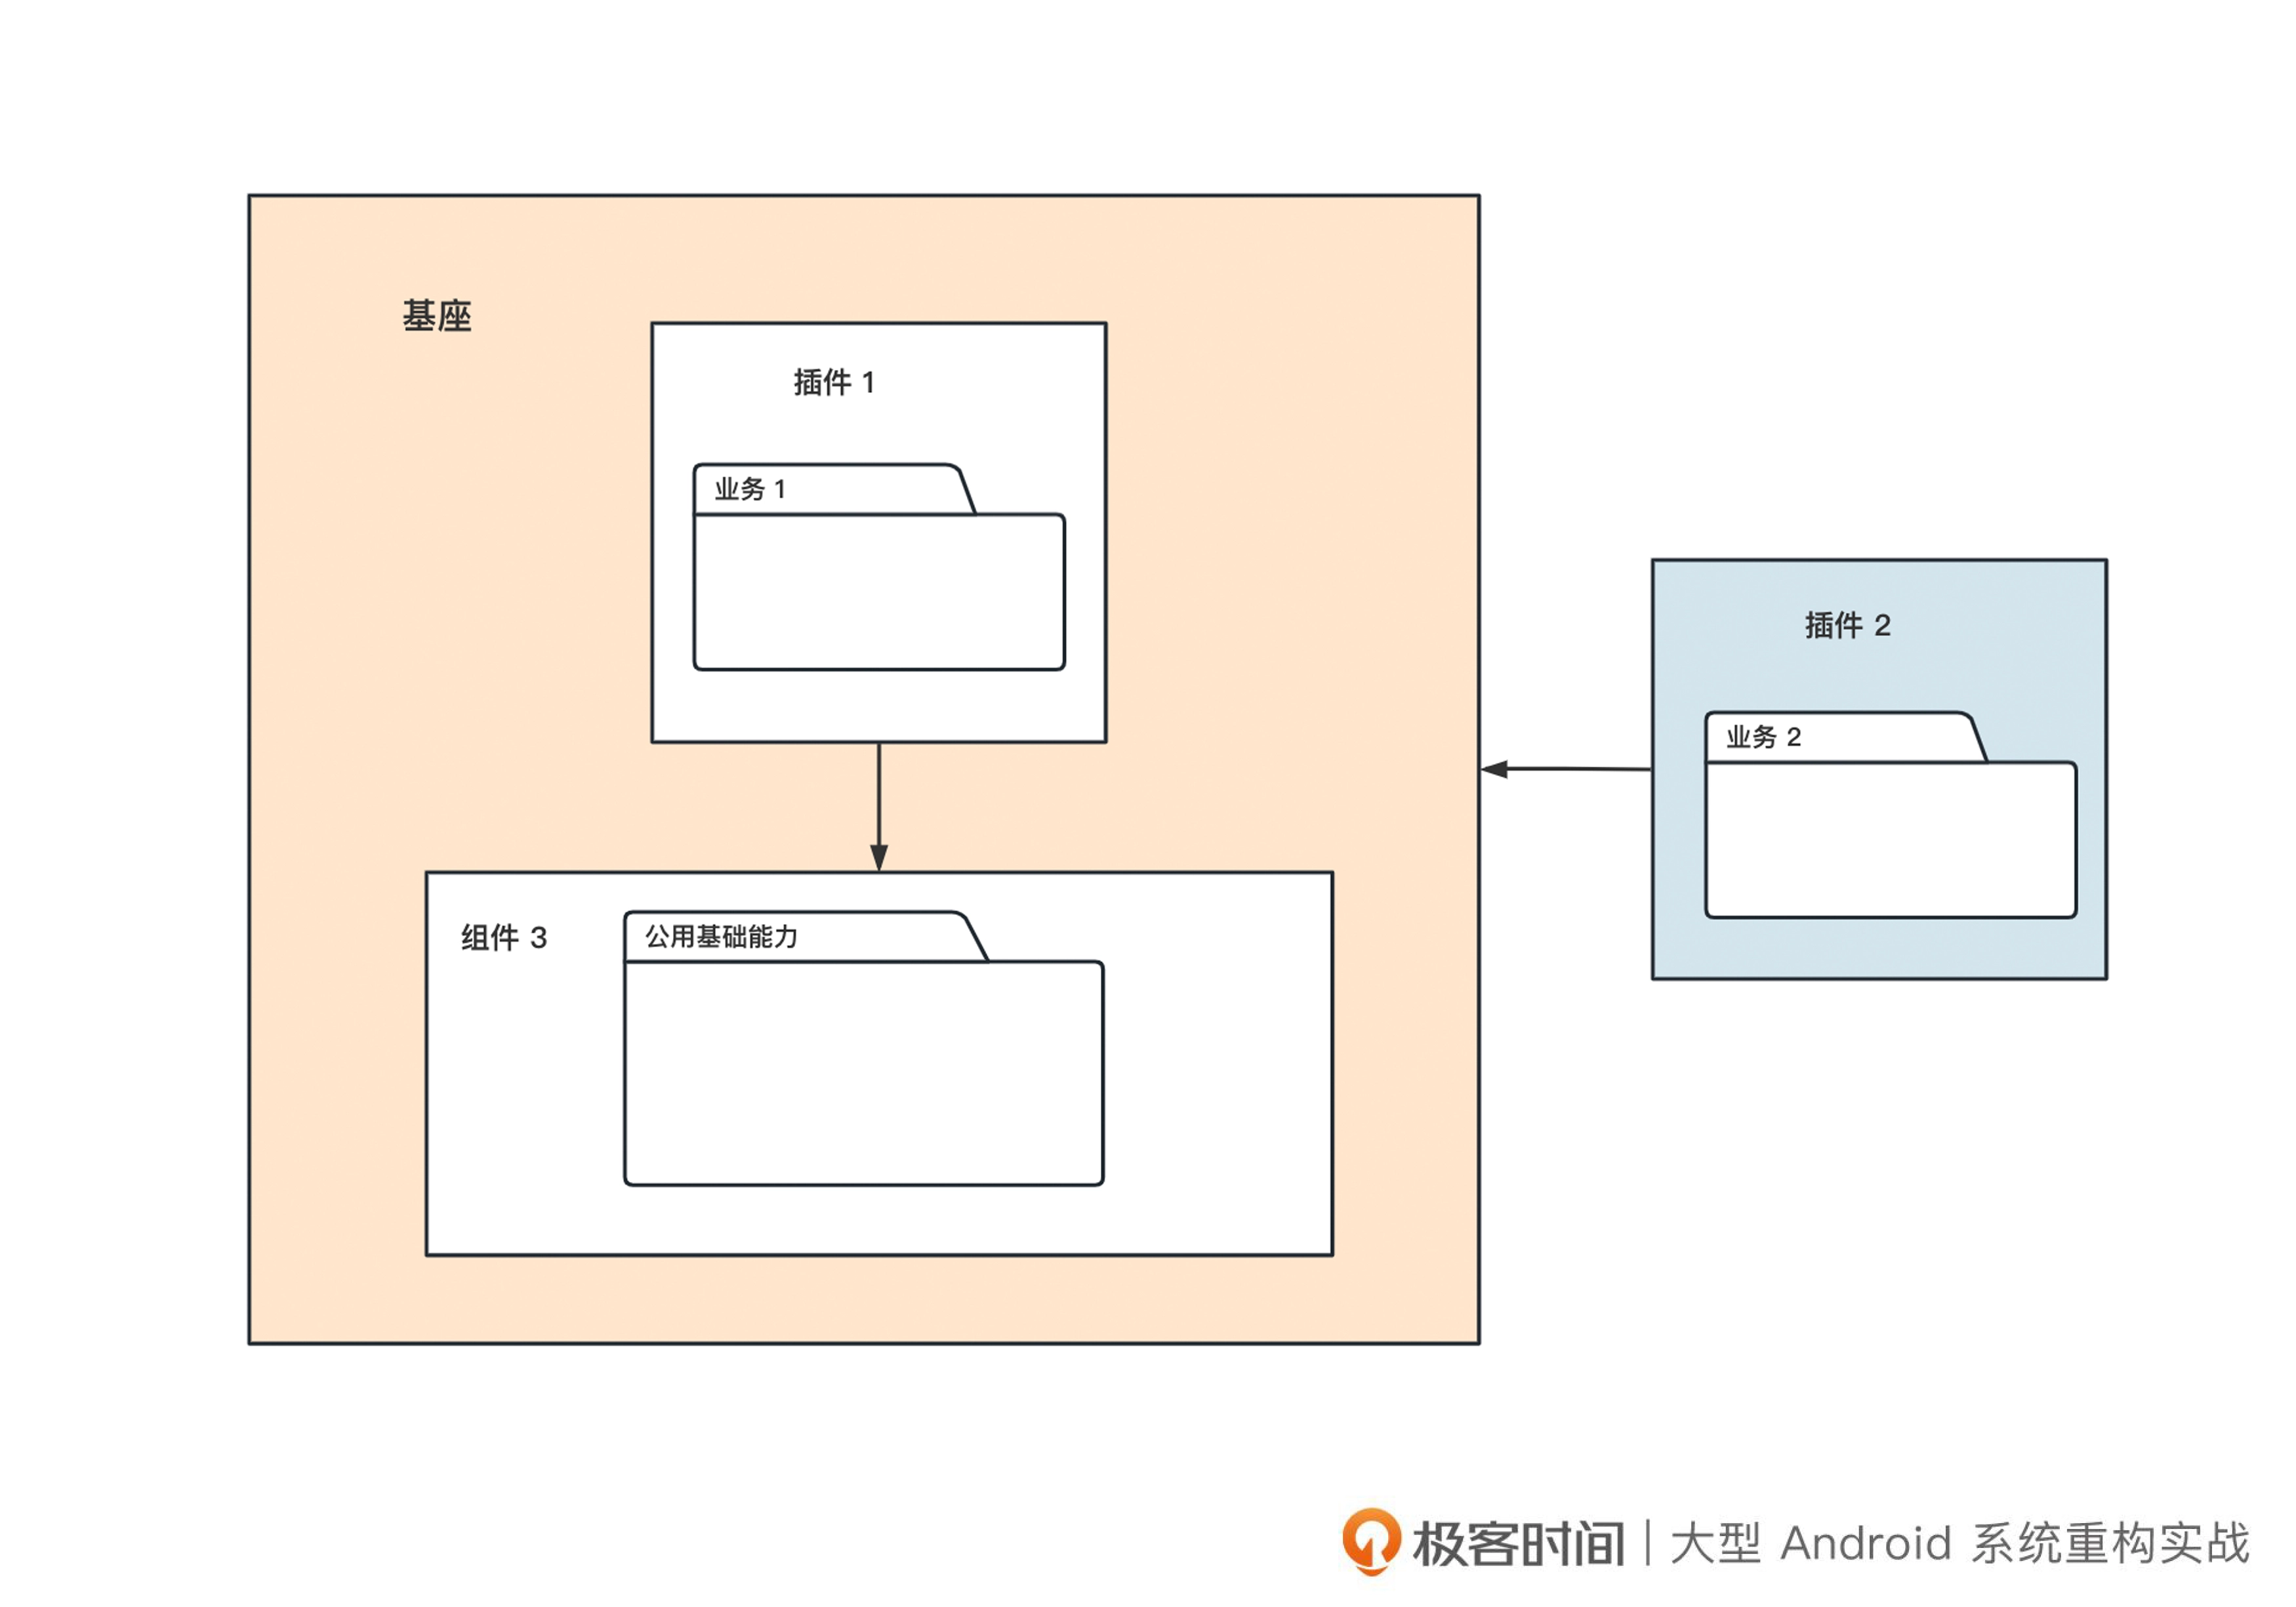 基座
插件 1
业务 1
插件 2
业务 2
组件 3
公用基础能力
极客时间 | 大型 Android 系统重构实战